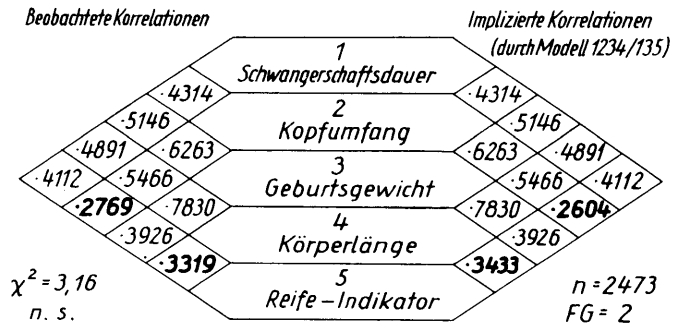 Beobachtete Korrelationen
Implizierte Korrelationen
(durch Modell 1234/135)
1
Schwangerschaftsdauer
2
Kopfumfang
3
Geburtsgewicht
4
Körperlänge
5
Reife-Indikator
·4314
·5146
·4891 ·6263
·4112 ·5466
·2769 ·7830
·3926
·3319
·4314
·5146
·6263 ·4891
·5466 ·4112
·7830 ·2604
·3926
·3433
χ² = 3,16
n. s.
n = 2473
FG = 2